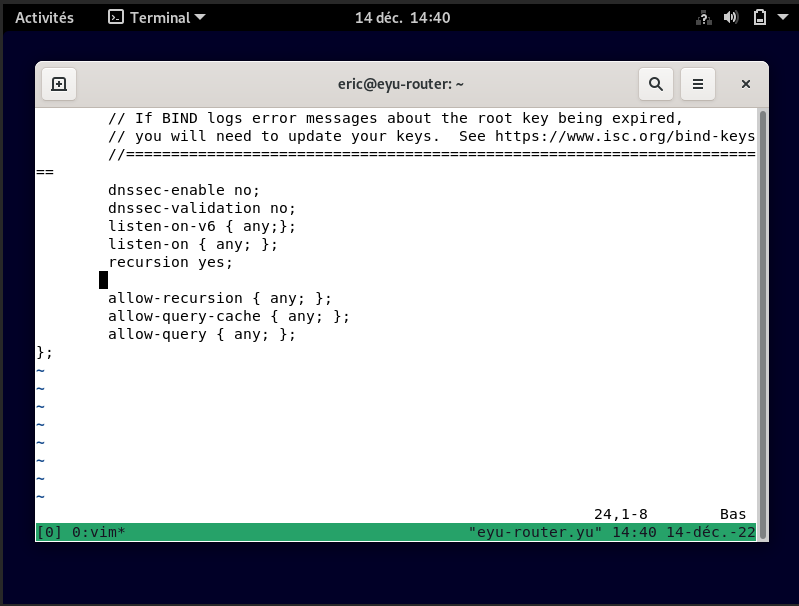 Activités Terminal 14 déc. 14:40
eric@eyu-router: ~
// If BIND logs error messages about the root key being expired,
// you will need to update your keys.  See https://www.isc.org/bind-keys
//======================================================================
==
dnssec-enable no;
dnssec-validation no;
listen-on-v6 { any;};
listen-on { any; };
recursion yes;
allow-recursion { any; };
allow-query-cache { any; };
allow-query { any; };
};
~
~
~
~
~
~
~
~
24,1-8 Bas
[0] 0:vim* "eyu-router.yu" 14:40 14-déc.-22